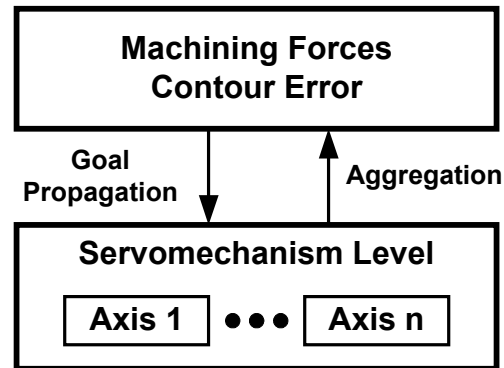 Machining Forces
Contour Error
Goal
Propagation
Aggregation
Servomechanism Level
Axis 1 ●●● Axis n